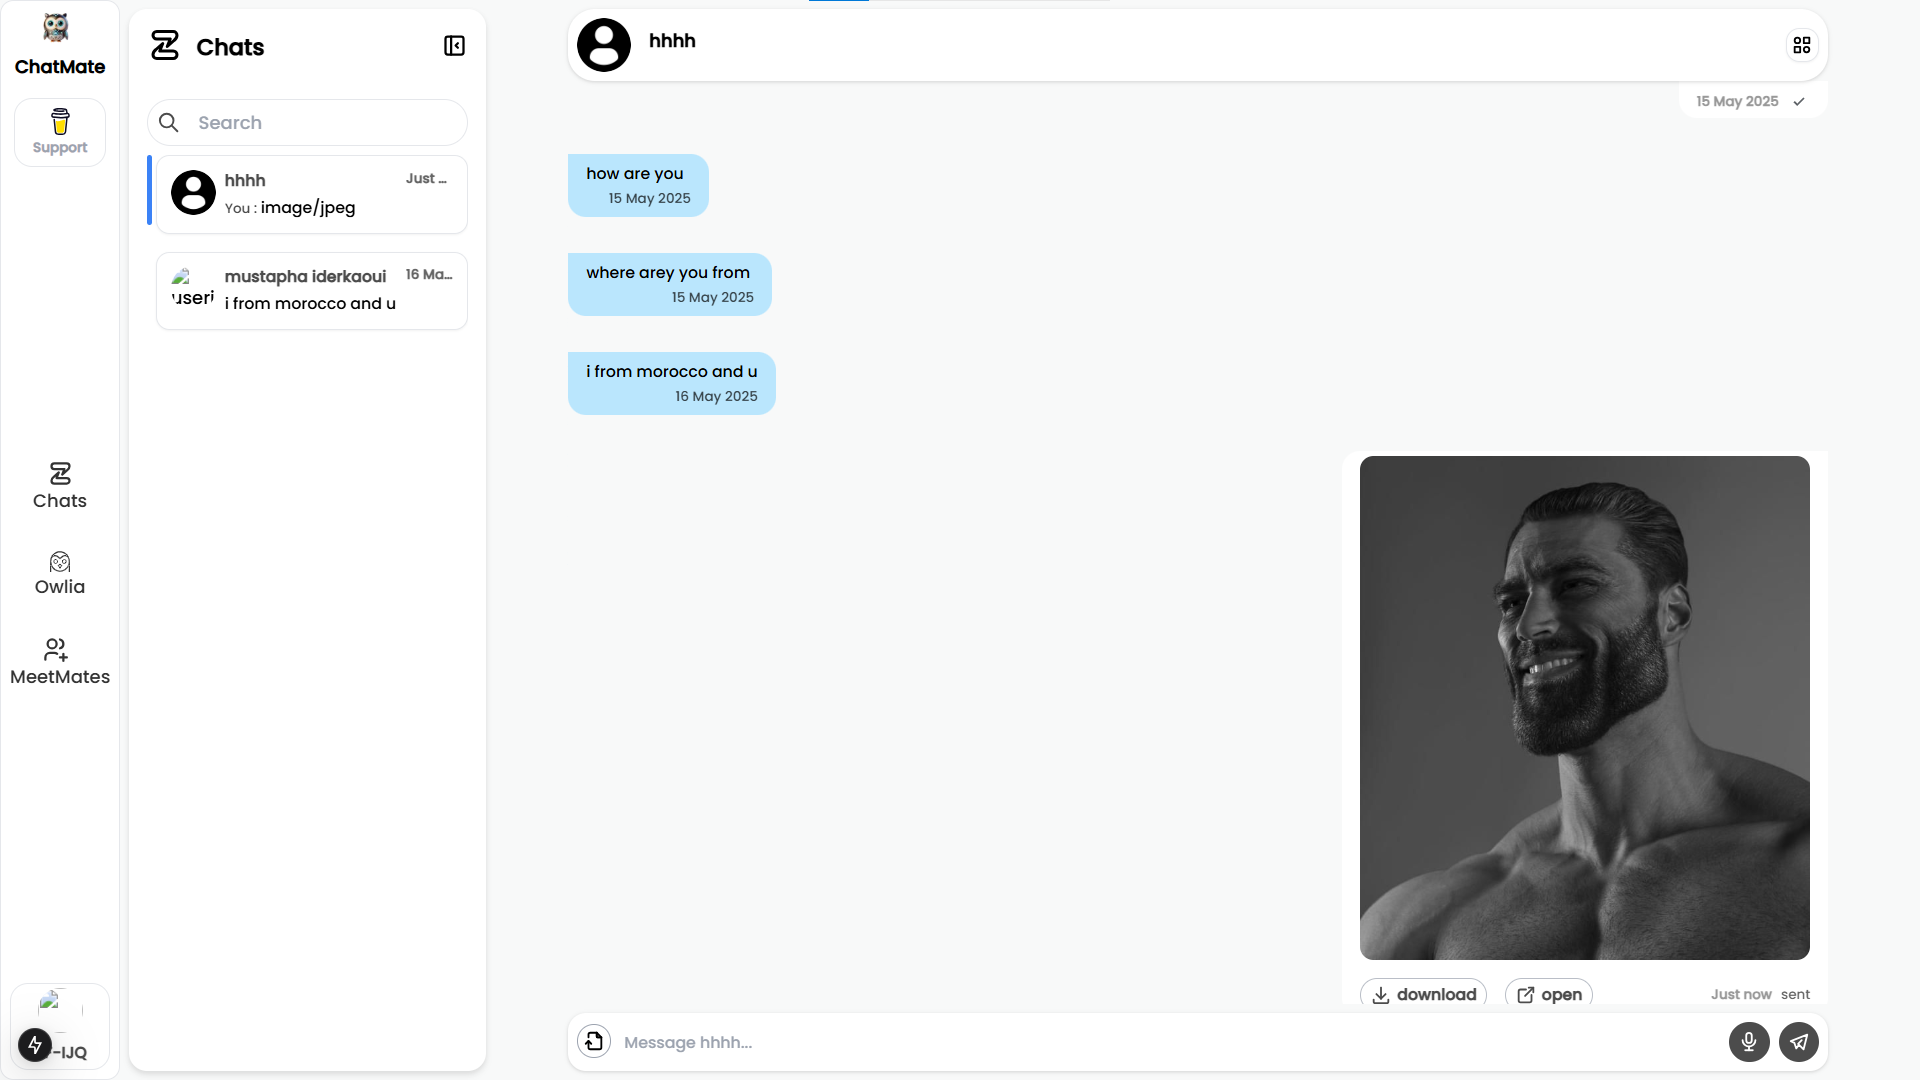 ChatMate
Support
Chats
Owlia
MeetMates
-IJQ
Chats
Search
hhhh
Just ...
You : image/jpeg
mustapha iderkaoui
16 Ma...
i from morocco and u
hhhh
15 May 2025
how are you
15 May 2025
where arey you from
15 May 2025
i from morocco and u
16 May 2025
download
open
Just now sent
Message hhhh...